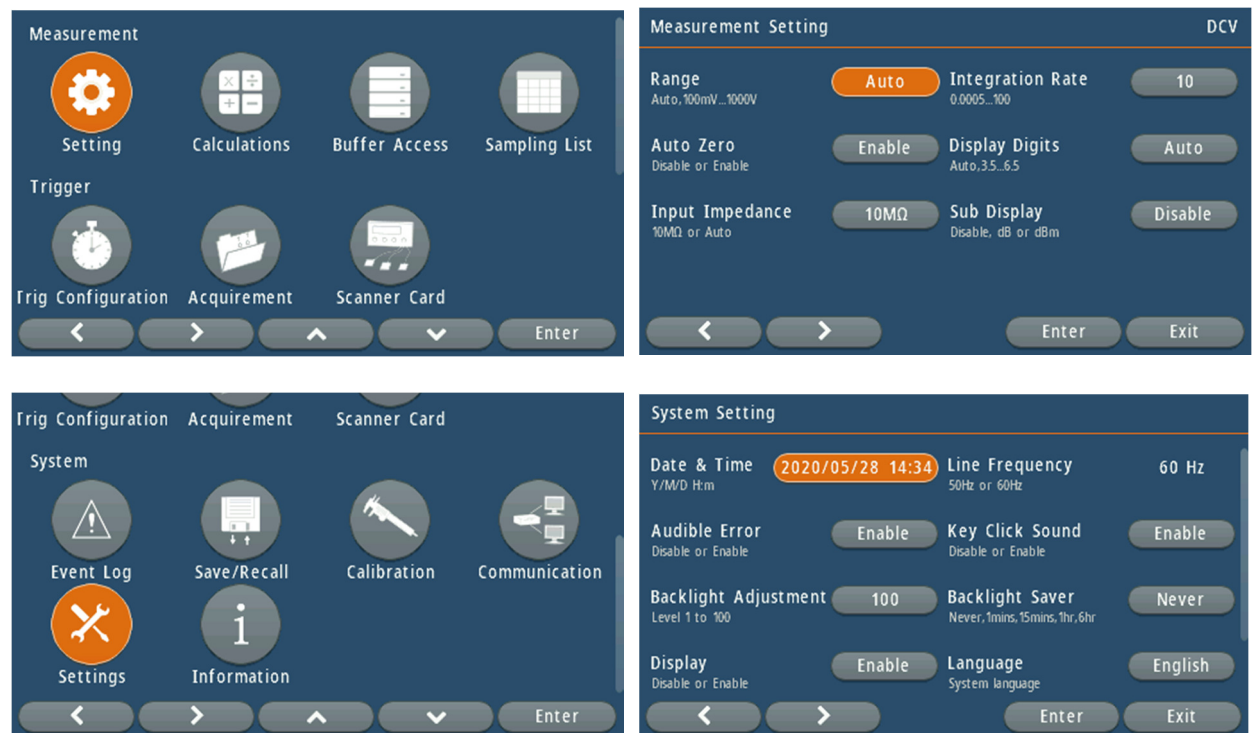 Measurement
Setting Calculations Buffer Access Sampling List
Trigger
Trig Configuration Acquirement Scanner Card
Enter
Measurement Setting DCV
Range Auto Integration Rate 10
Auto,100mV...1000V 0.0005...100
Auto Zero Enable Display Digits Auto
Disable or Enable Auto,3.5...6.5
Input Impedance 10MΩ Sub Display Disable
10MΩ or Auto Disable, dB or dBm
Enter Exit
Trig Configuration Acquirement Scanner Card
System
Event Log Save/Recall Calibration Communication
i
Settings Information
Enter
System Setting
Date & Time 2020/05/28 14:34 Line Frequency 60 Hz
Y/M/D H:m 50Hz or 60Hz
Audible Error Enable Key Click Sound Enable
Disable or Enable Disable or Enable
Backlight Adjustment 100 Backlight Saver Never
Level 1 to 100 Never,1mins,15mins,1hr,6hr
Display Enable Language English
Disable or Enable System language
Enter Exit